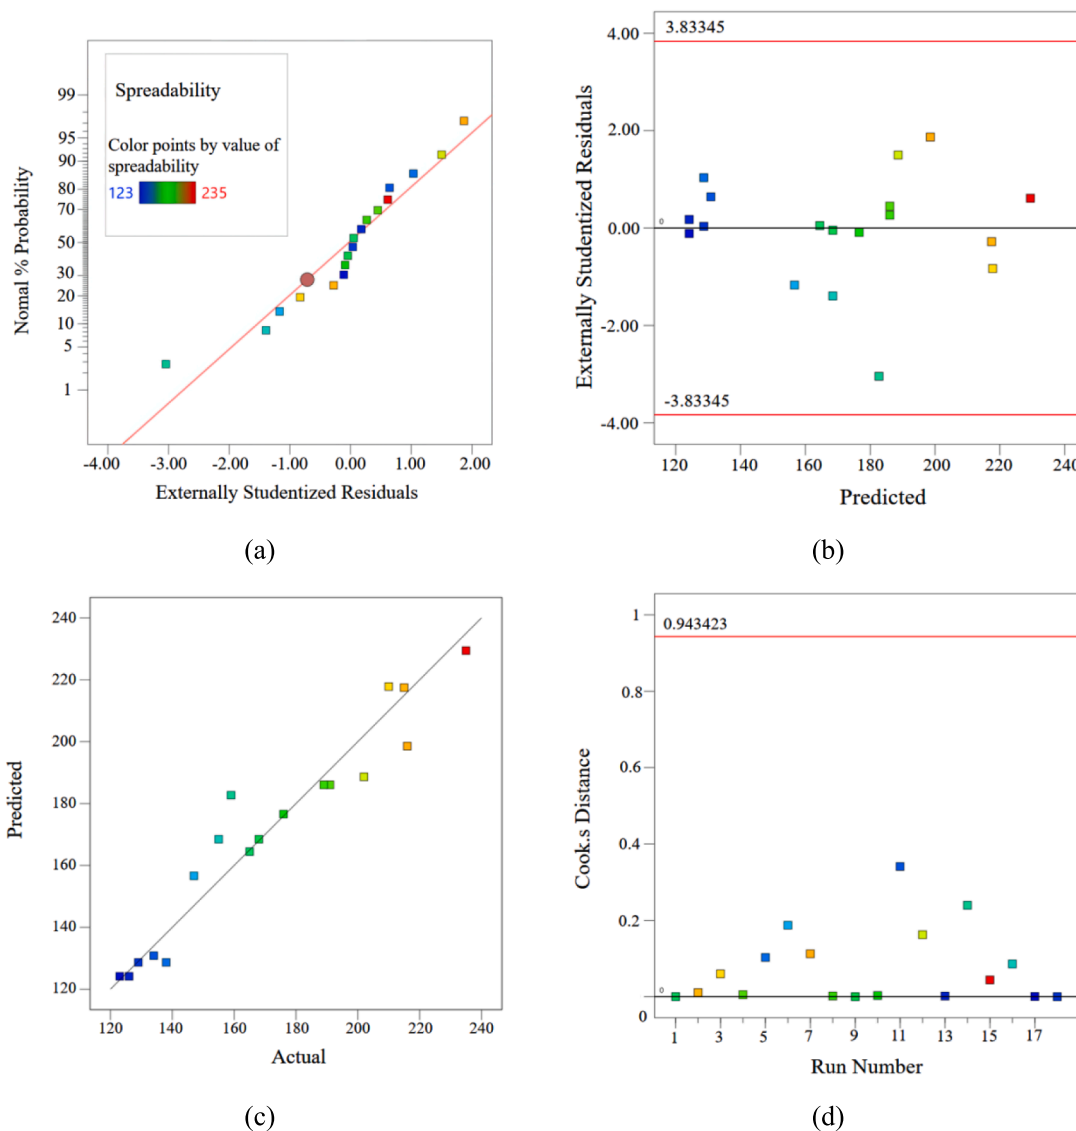 Spreadability
Color points by value of
spreadability
123 235
99
95
90
80
70
50
30
20
10
5
1
Nomal % Probability
-4.00 -3.00 -2.00 -1.00 0.00 1.00 2.00
Externally Studentized Residuals
(a)
4.00
2.00
0.00
-2.00
-4.00
3.83345
0
-3.83345
Externally Studentized Residuals
120 140 160 180 200 220 240
Predicted
(b)
240
220
200
180
160
140
120
Predicted
120 140 160 180 200 220 240
Actual
(c)
1
0.8
0.6
0.4
0.2
0
0.943423
0
Cook.s Distance
1 3 5 7 9 11 13 15 17
Run Number
(d)